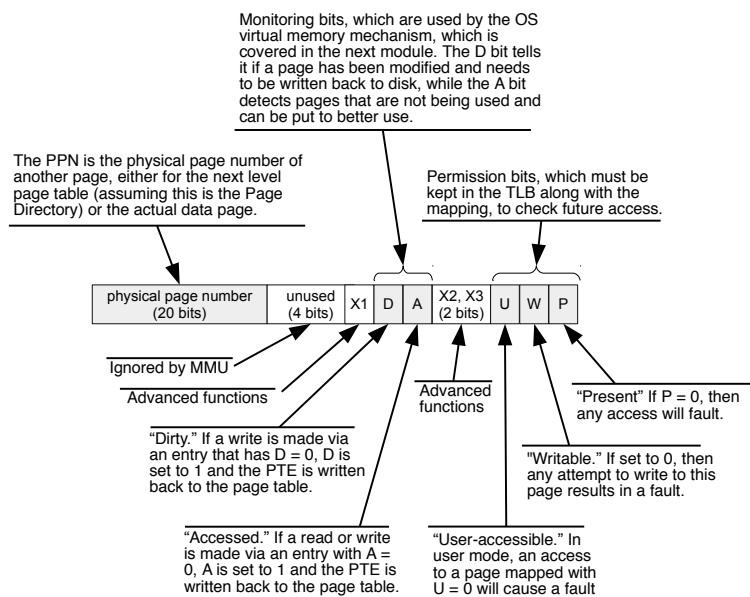 Monitoring bits, which are used by the OS
virtual memory mechanism, which is
covered in the next module. The D bit tells
it if a page has been modified and needs
to be written back to disk, while the A bit
detects pages that are not being used and
can be put to better use.
The PPN is the physical page number of
another page, either for the next level
page table (assuming this is the Page
Directory) or the actual data page.
Permission bits, which must be
kept in the TLB along with the
mapping, to check future access.
physical page number
(20 bits)
unused
(4 bits)
X1
D
A
X2, X3
(2 bits)
U
W
P
Ignored by MMU
Advanced functions
Advanced
functions
"Present" If P = 0, then
any access will fault.
“Dirty.” If a write is made via
an entry that has D = 0, D is
set to 1 and the PTE is written
back to the page table.
"Writable." If set to 0, then
any attempt to write to this
page results in a fault.
“Accessed.” If a read or write
is made via an entry with A =
0, A is set to 1 and the PTE is
written back to the page table.
“User-accessible.” In
user mode, an access
to a page mapped with
U = 0 will cause a fault